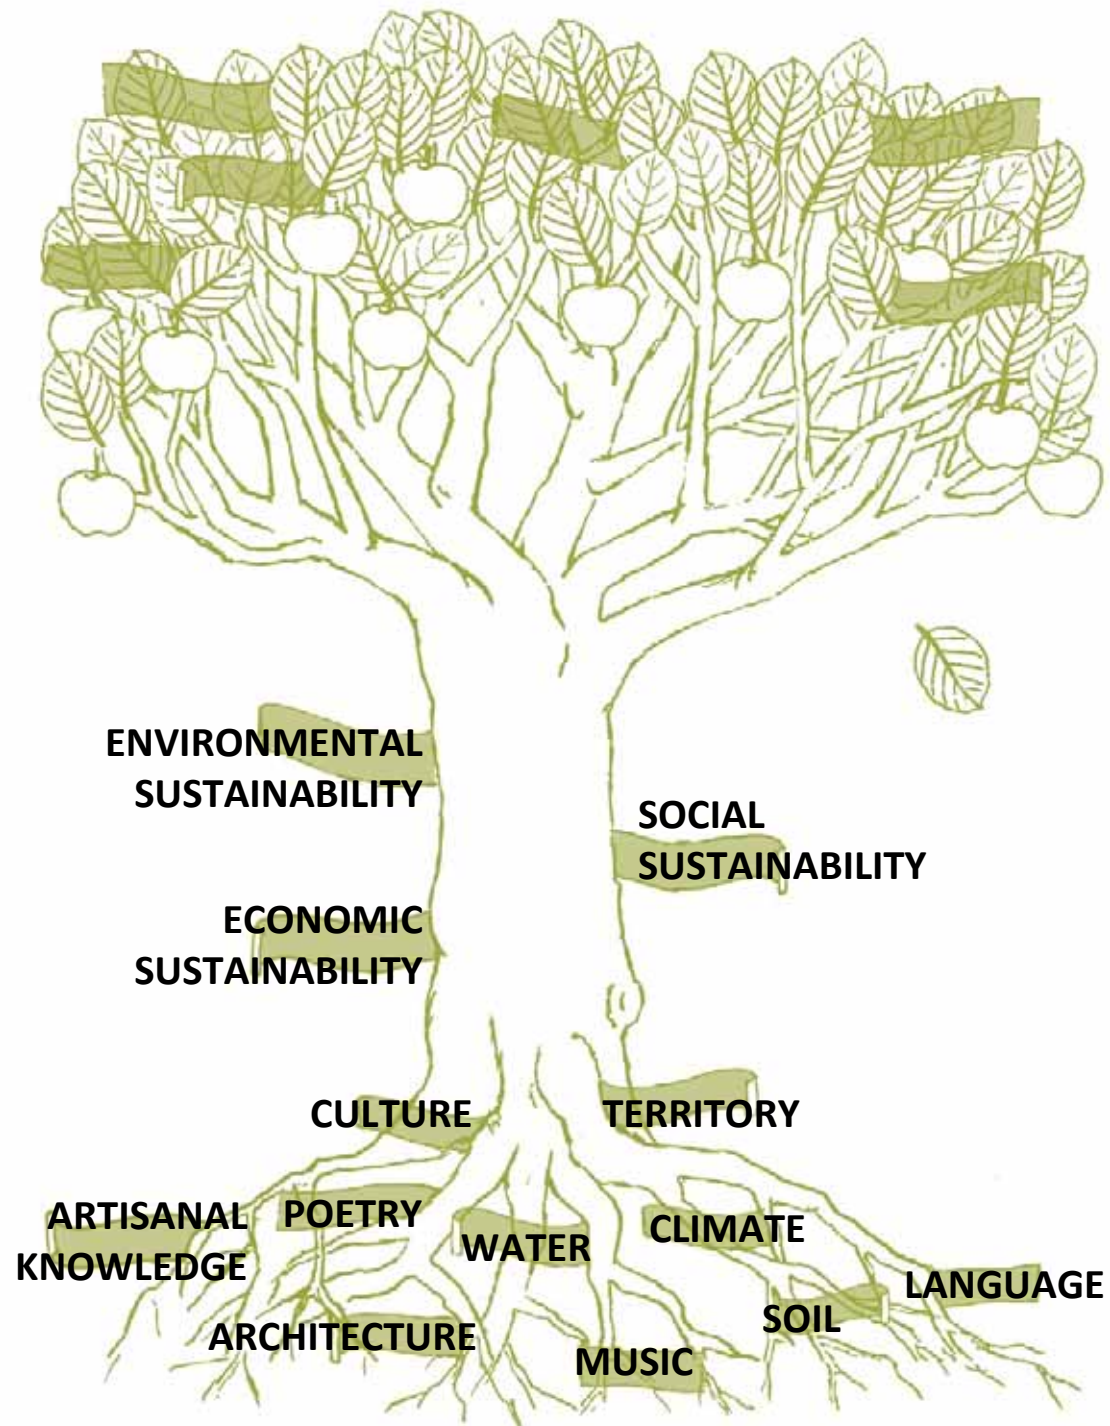 ENVIRONMENTAL
SUSTAINABILITY
SOCIAL
SUSTAINABILITY
ECONOMIC
SUSTAINABILITY
CULTURE
TERRITORY
ARTISANAL
KNOWLEDGE
POETRY
WATER
CLIMATE
LANGUAGE
SOIL
ARCHITECTURE
MUSIC